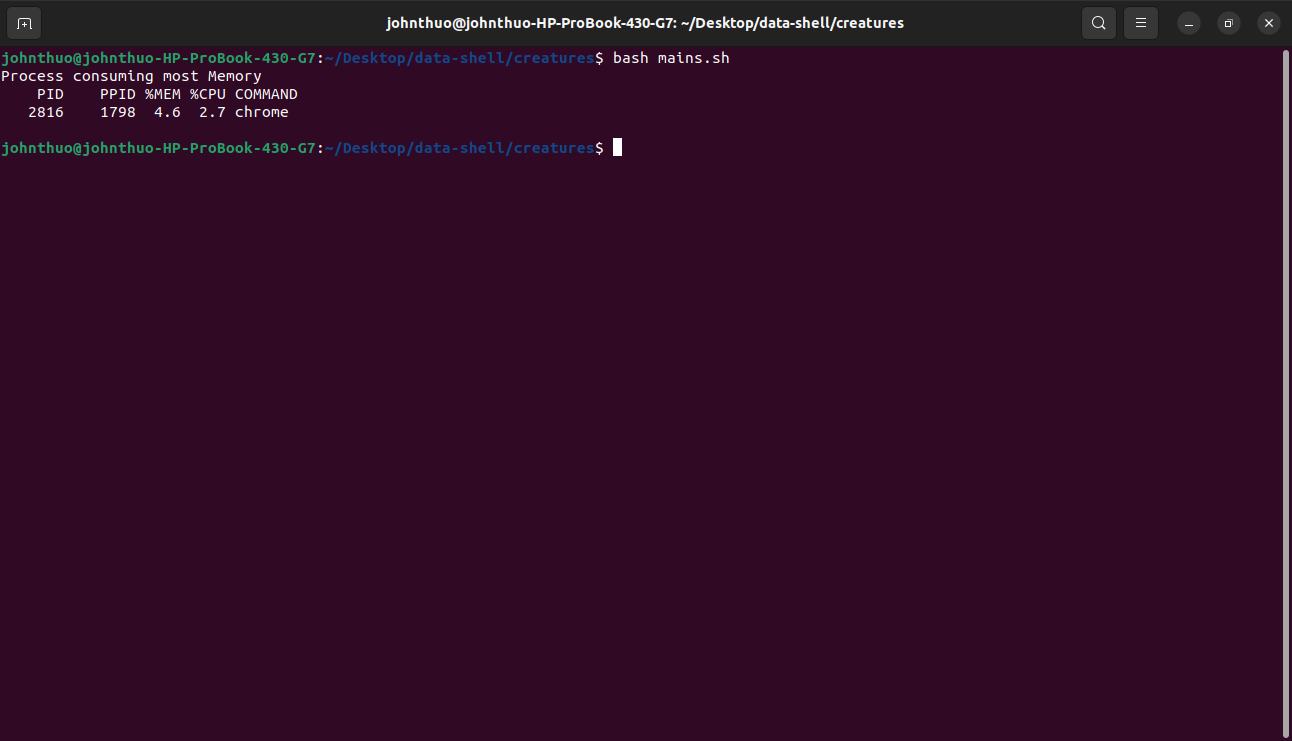 johnthuo@johnthuo-HP-ProBook-430-G7: ~/Desktop/data-shell/creatures
johnthuo@johnthuo-HP-ProBook-430-G7:~/Desktop/data-shell/creatures$ bash mains.sh
Process consuming most Memory
    PID    PPID %MEM %CPU COMMAND
   2816    1798  4.6  2.7 chrome
johnthuo@johnthuo-HP-ProBook-430-G7:~/Desktop/data-shell/creatures$